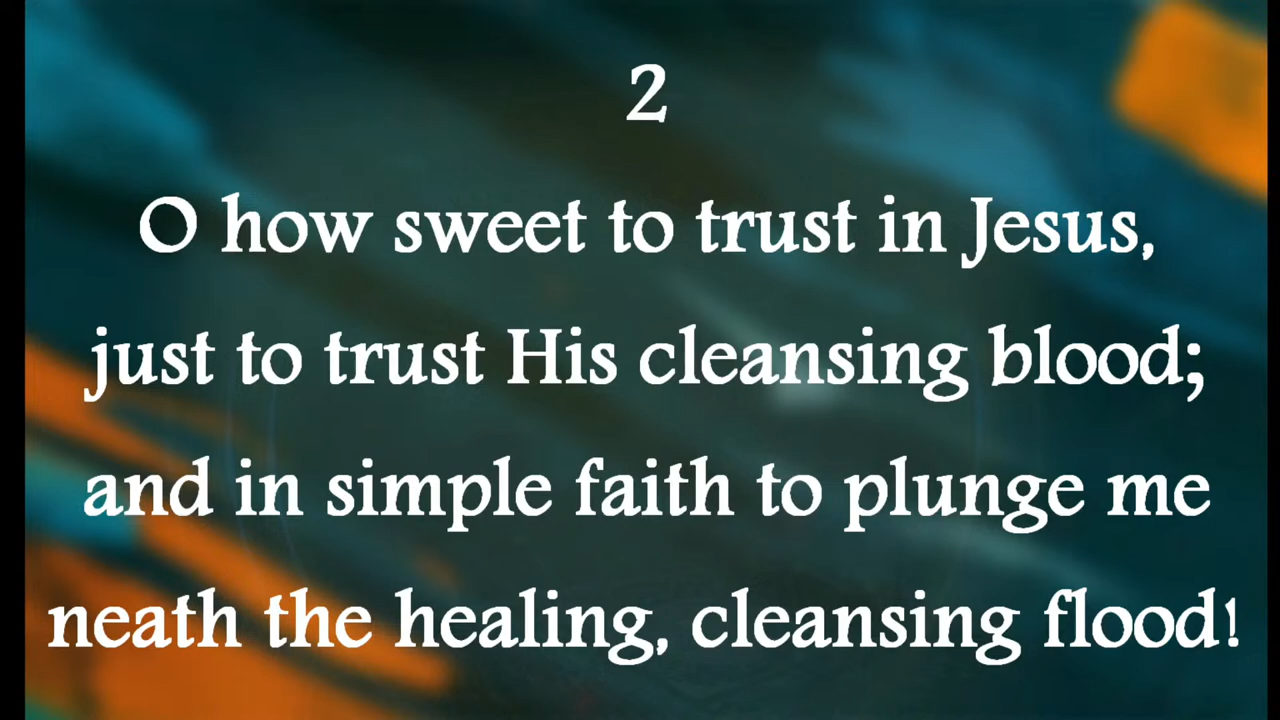 2
O how sweet to trust in Jesus,
just to trust His cleansing blood;
and in simple faith to plunge me
neath the healing, cleansing flood!